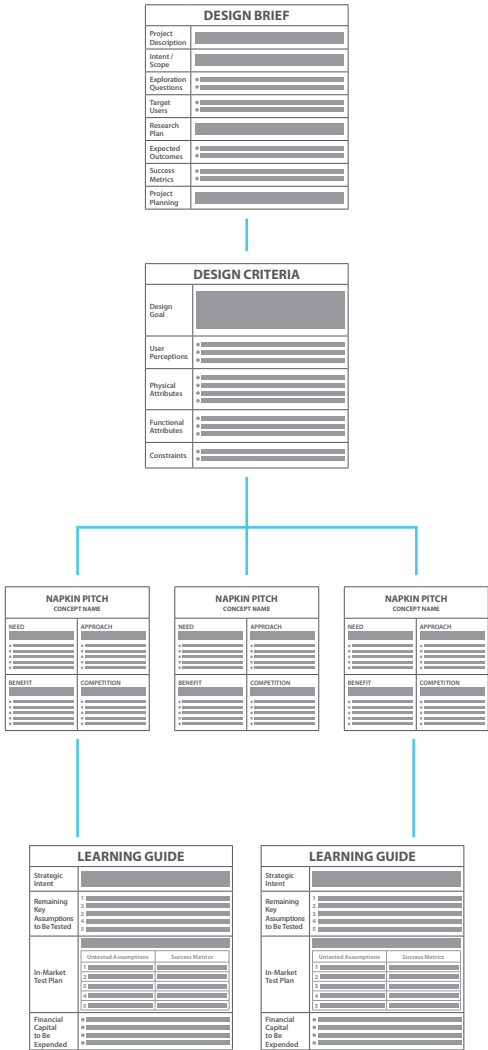 DESIGN BRIEF
Project
Description
Intent /
Scope
Exploration
Questions
Target
Users
Research
Plan
Expected
Outcomes
Success
Metrics
Project
Planning
DESIGN CRITERIA
Design
Goal
User
Perceptions
Physical
Attributes
Functional
Attributes
Constraints
NAPKIN PITCH
CONCEPT NAME
NEED
APPROACH
BENEFIT
COMPETITION
NAPKIN PITCH
CONCEPT NAME
NEED
APPROACH
BENEFIT
COMPETITION
NAPKIN PITCH
CONCEPT NAME
NEED
APPROACH
BENEFIT
COMPETITION
LEARNING GUIDE
Strategic
Intent
Remaining
Key
Assumptions
to Be Tested
1
2
3
4
5
In-Market
Test Plan
Untested Assumptions
Success Metrics
1
2
3
4
5
Financial
Capital
to Be
Expended
LEARNING GUIDE
Strategic
Intent
Remaining
Key
Assumptions
to Be Tested
1
2
3
4
5
In-Market
Test Plan
Untested Assumptions
Success Metrics
1
2
3
4
5
Financial
Capital
to Be
Expended